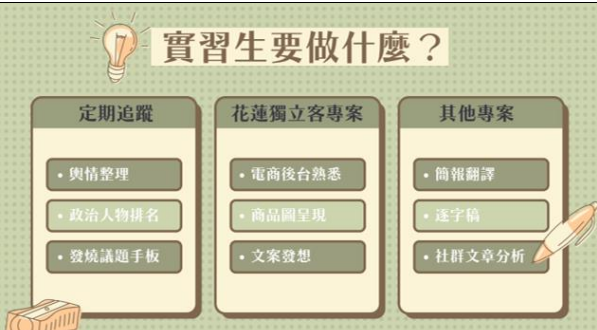 實習生要做什麼？
定期追蹤
• 輿情整理
• 政治人物排名
• 發燒議題手板
花蓮獨立客專案
• 電商後台熟悉
• 商品圖呈現
• 文案發想
其他專案
• 簡報翻譯
• 逐字稿
• 社群文章分析